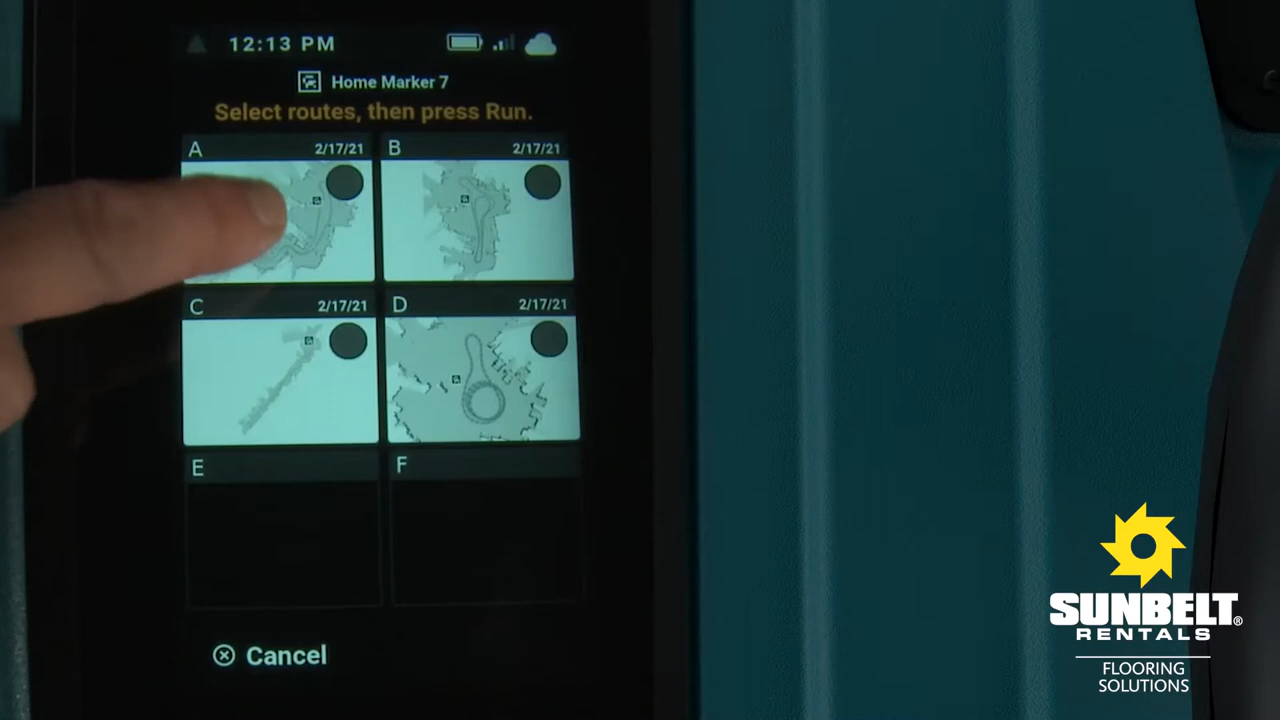 12:13 PM
Home Marker 7
Select routes, then press Run.
A 2/17/21
B 2/17/21
C 2/17/21
D 2/17/21
E
F
Cancel
SUNBELT®
RENTALS
FLOORING
SOLUTIONS